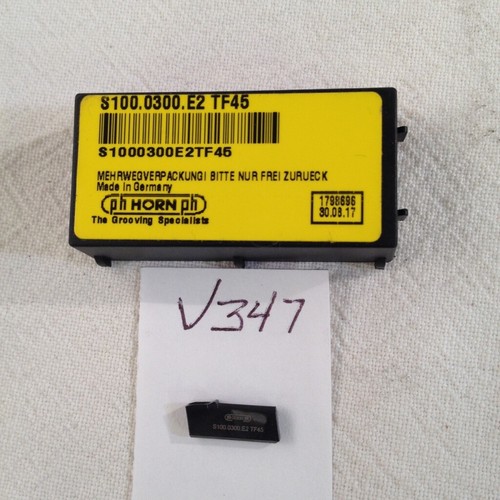 S100.0300.E2 TF45
S1000300E2TF45
MEHRWEGVERPACKUNG! BITTE NUR FREI ZURUECK
Made in Germany
ph HORN ph
The Grooving Specialists
1798696
30.08.17
V347
S100.0300.E2 TF45